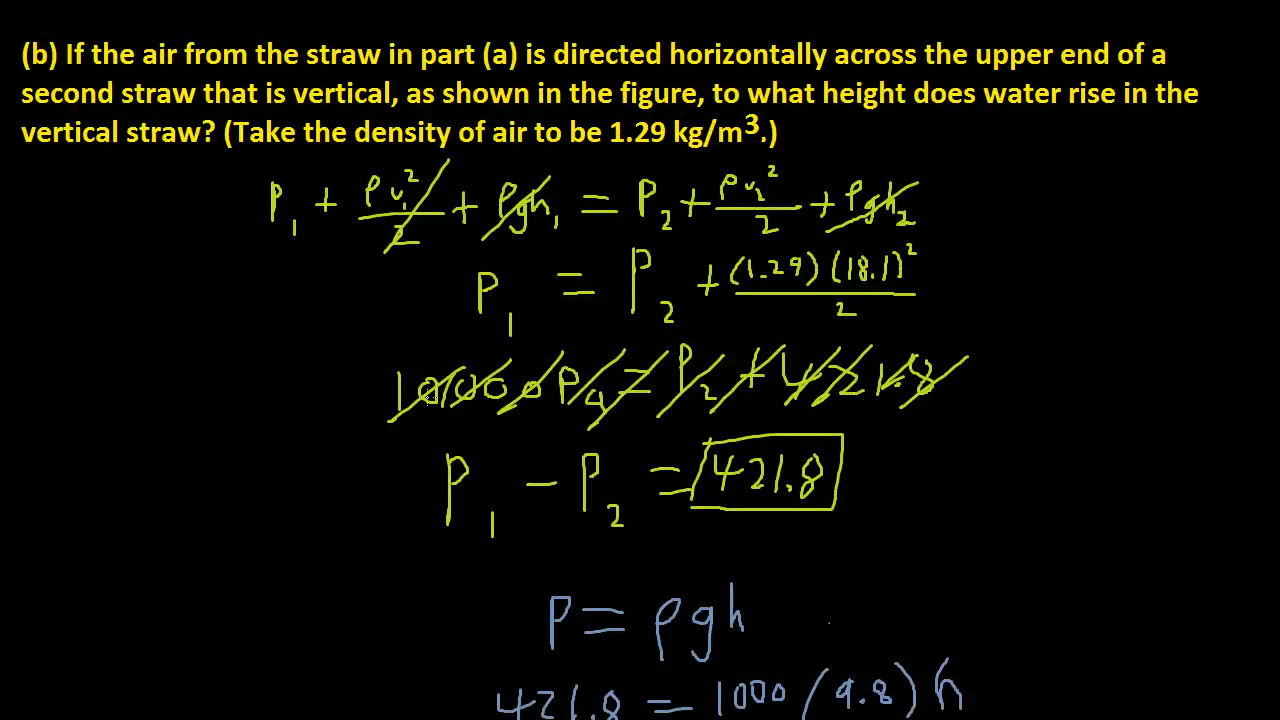 (b) If the air from the straw in part (a) is directed horizontally across the upper end of a
second straw that is vertical, as shown in the figure, to what height does water rise in the
vertical straw? (Take the density of air to be 1.29 kg/m³.)
P₁ + ρv₁²/2 + ρgh₁ = P₂ + ρv₂²/2 + ρgh₂
P₁ = P₂ + (1.29)(18.1)²/2
101000 Pa = P₂ + 421.8
P₁ - P₂ = 421.8
P = ρgh
421.8 = 1000(9.8)h